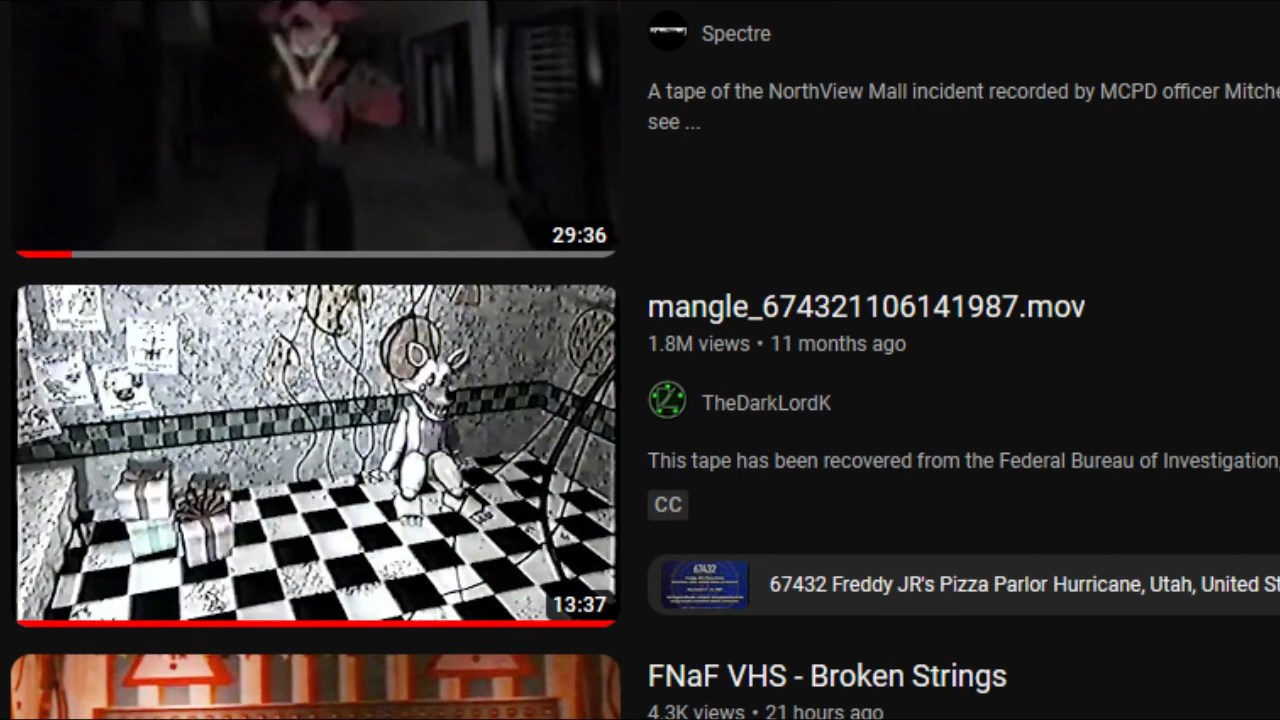 Spectre
A tape of the NorthView Mall incident recorded by MCPD officer Mitche
see ...
29:36
mangle_674321106141987.mov
1.8M views • 11 months ago
TheDarkLordK
This tape has been recovered from the Federal Bureau of Investigation,
CC
13:37
67432
67432 Freddy JR's Pizza Parlor Hurricane, Utah, United St
FNaF VHS - Broken Strings
4.3K views • 21 hours ago